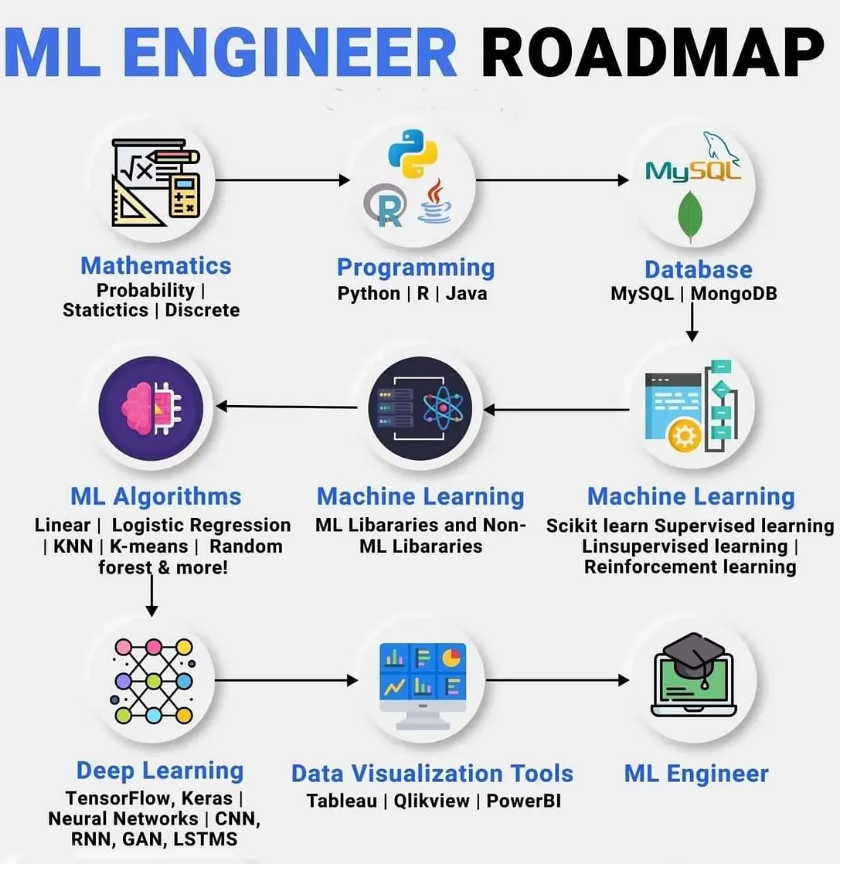 ML ENGINEER ROADMAP
MySQL
R
Mathematics
Probability |
Statictics | Discrete
Programming
Python | R | Java
Database
MySQL | MongoDB
Machine Learning
Scikit learn Supervised learning
Linsupervised learning |
Reinforcement learning
Machine Learning
ML Libararies and Non-
ML Libararies
ML Algorithms
Linear | Logistic Regression
| KNN | K-means | Random
forest & more!
Deep Learning
TensorFlow, Keras |
Neural Networks | CNN,
RNN, GAN, LSTMS
Data Visualization Tools
Tableau | Qlikview | PowerBI
ML Engineer